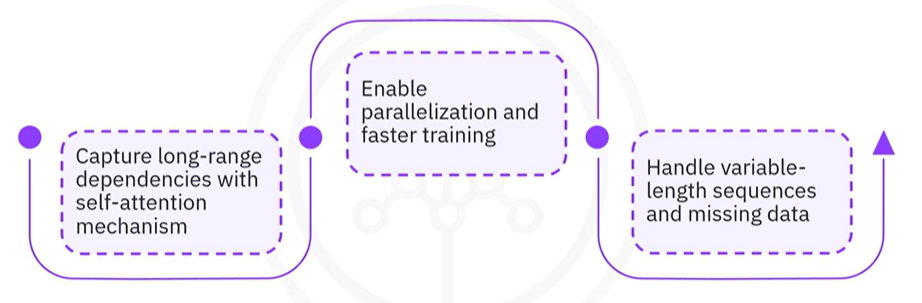 Capture long-range
dependencies with
self-attention
mechanism
Enable
parallelization and
faster training
Handle variable-
length sequences
and missing data